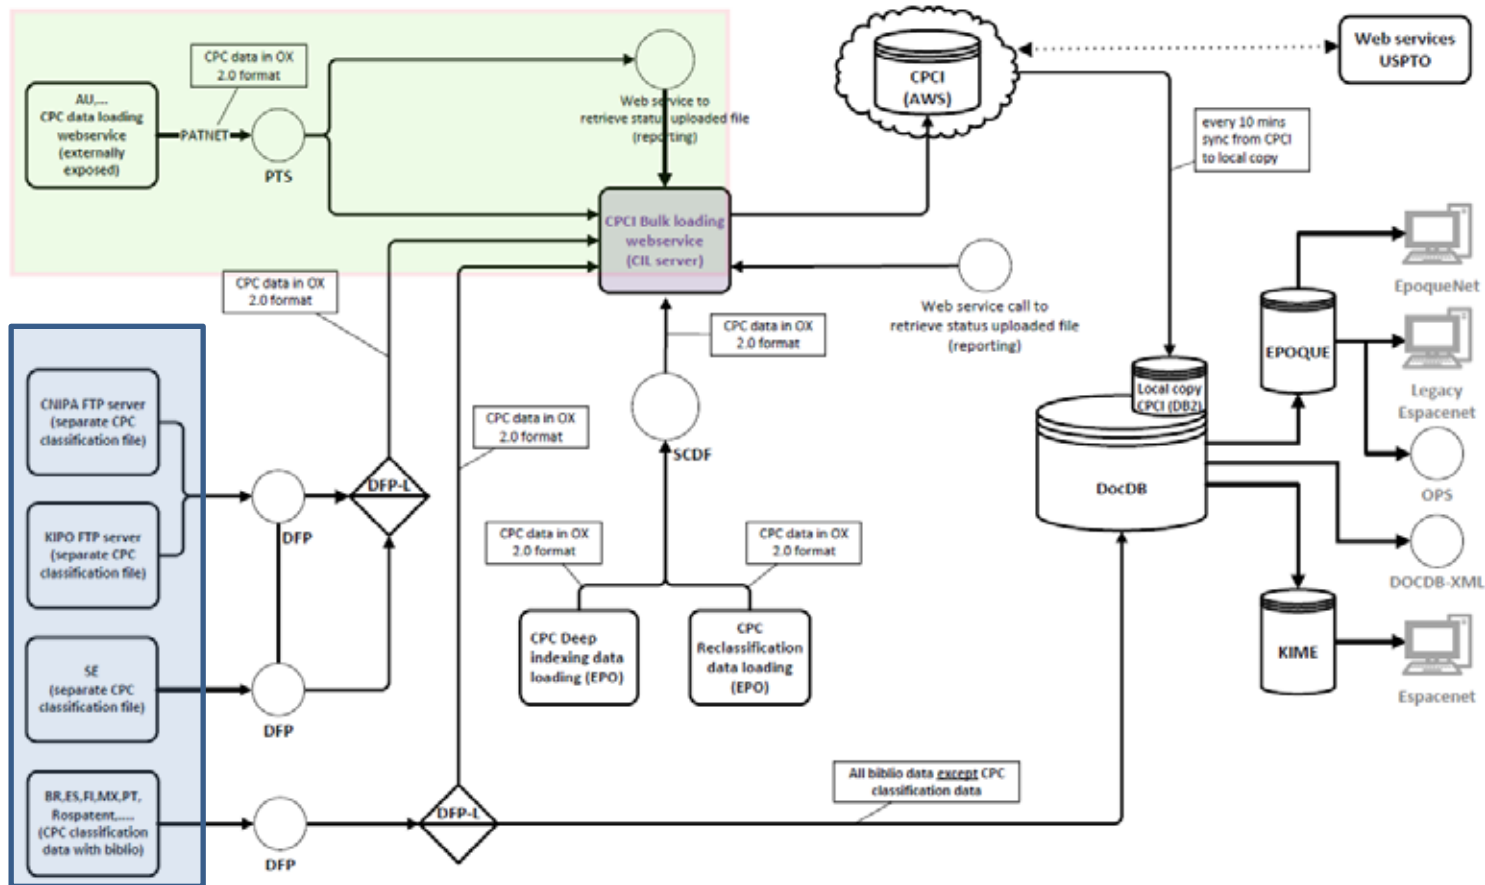 CPC data in OX
2.0 format
AU,...
CPC data loading
webservice
(externally
exposed)
PATNET
PTS
Web service to
retrieve status uploaded file
(reporting)
CPCI
(AWS)
Web services
USPTO
every 10 mins
sync from CPCI
to local copy
CPCI Bulk loading
webservice
(CIL server)
CPC data in OX
2.0 format
Web service call to
retrieve status uploaded file
(reporting)
CPC data in OX
2.0 format
EpoqueNet
EPOQUE
Legacy
Espacenet
Local copy
CPCI (DB2)
DocDB
OPS
DOCDB-XML
KIME
Espacenet
CNIPA FTP server
(separate CPC
classification file)
CPC data in OX
2.0 format
SCDF
DFP-L
KIPO FTP server
(separate CPC
classification file)
DFP
CPC data in OX
2.0 format
CPC data in OX
2.0 format
SE
(separate CPC
classification file)
DFP
CPC Deep
indexing data
loading (EPO)
CPC
Reclassification
data loading
(EPO)
BR,ES,FI,MX,PT,
Rospatent,.....
(CPC classification
data with biblio)
DFP
DFP-L
All biblio data except CPC
classification data